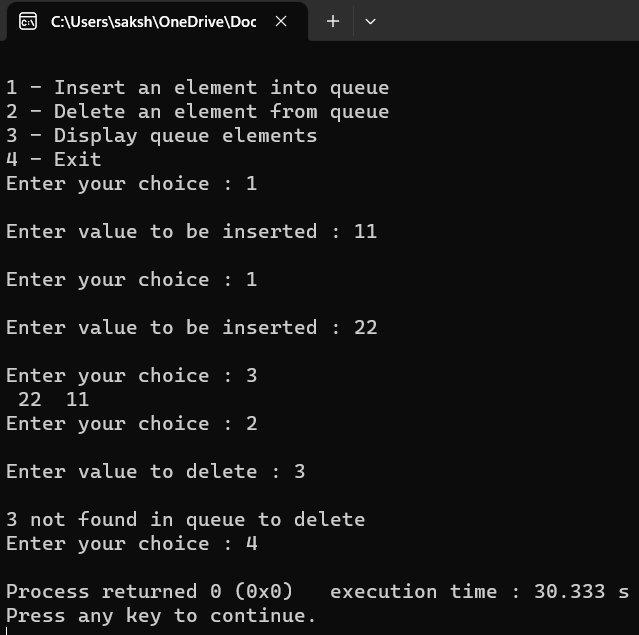 C:\Users\saksh\OneDrive\Doc
1 - Insert an element into queue
2 - Delete an element from queue
3 - Display queue elements
4 - Exit
Enter your choice : 1
Enter value to be inserted : 11
Enter your choice : 1
Enter value to be inserted : 22
Enter your choice : 3
22  11
Enter your choice : 2
Enter value to delete : 3
3 not found in queue to delete
Enter your choice : 4
Process returned 0 (0x0)   execution time : 30.333 s
Press any key to continue.